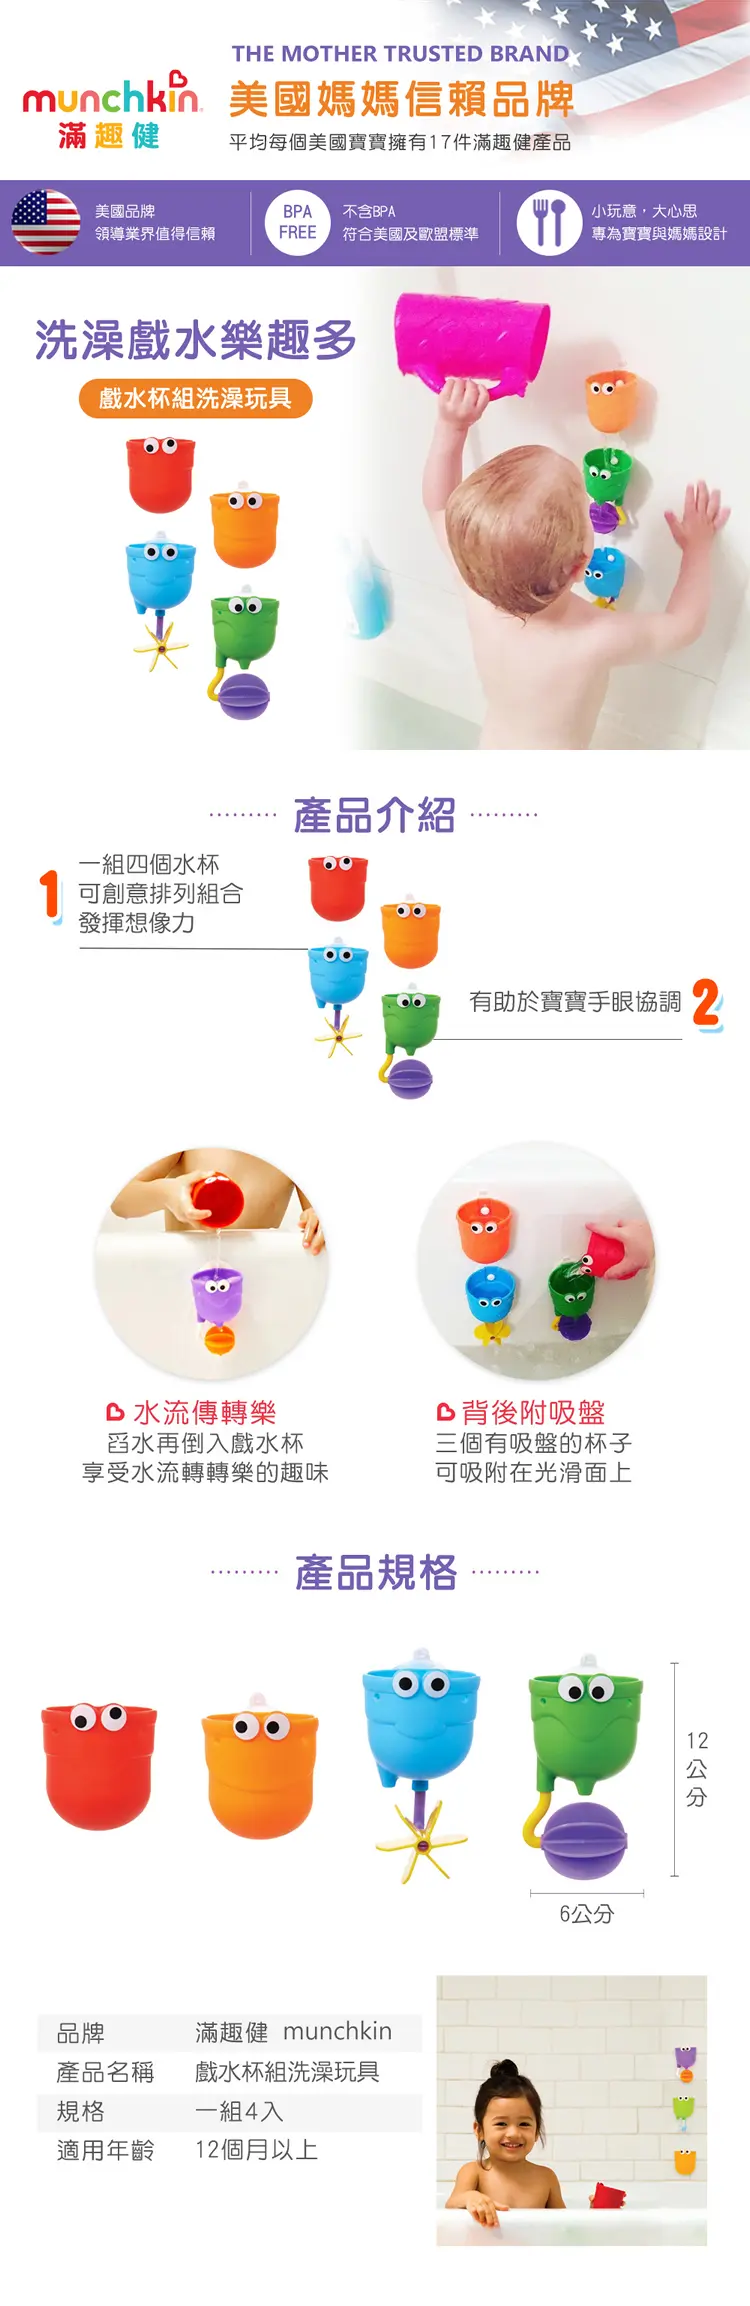 THE MOTHER TRUSTED BRAND
munchkin
滿趣健
美國媽媽信賴品牌
平均每個美國寶寶擁有17件滿趣健產品
美國品牌
領導業界值得信賴
BPA
FREE
不含BPA
符合美國及歐盟標準
小玩意，大心思
專為寶寶與媽媽設計
洗澡戲水樂趣多
戲水杯組洗澡玩具
產品介紹
1
一組四個水杯
可創意排列組合
發揮想像力
有助於寶寶手眼協調
2
水流傳轉樂
舀水再倒入戲水杯
享受水流轉轉樂的趣味
背後附吸盤
三個有吸盤的杯子
可吸附在光滑面上
產品規格
12
公
分
6公分
品牌 滿趣健 munchkin
產品名稱 戲水杯組洗澡玩具
規格 一組4入
適用年齡 12個月以上